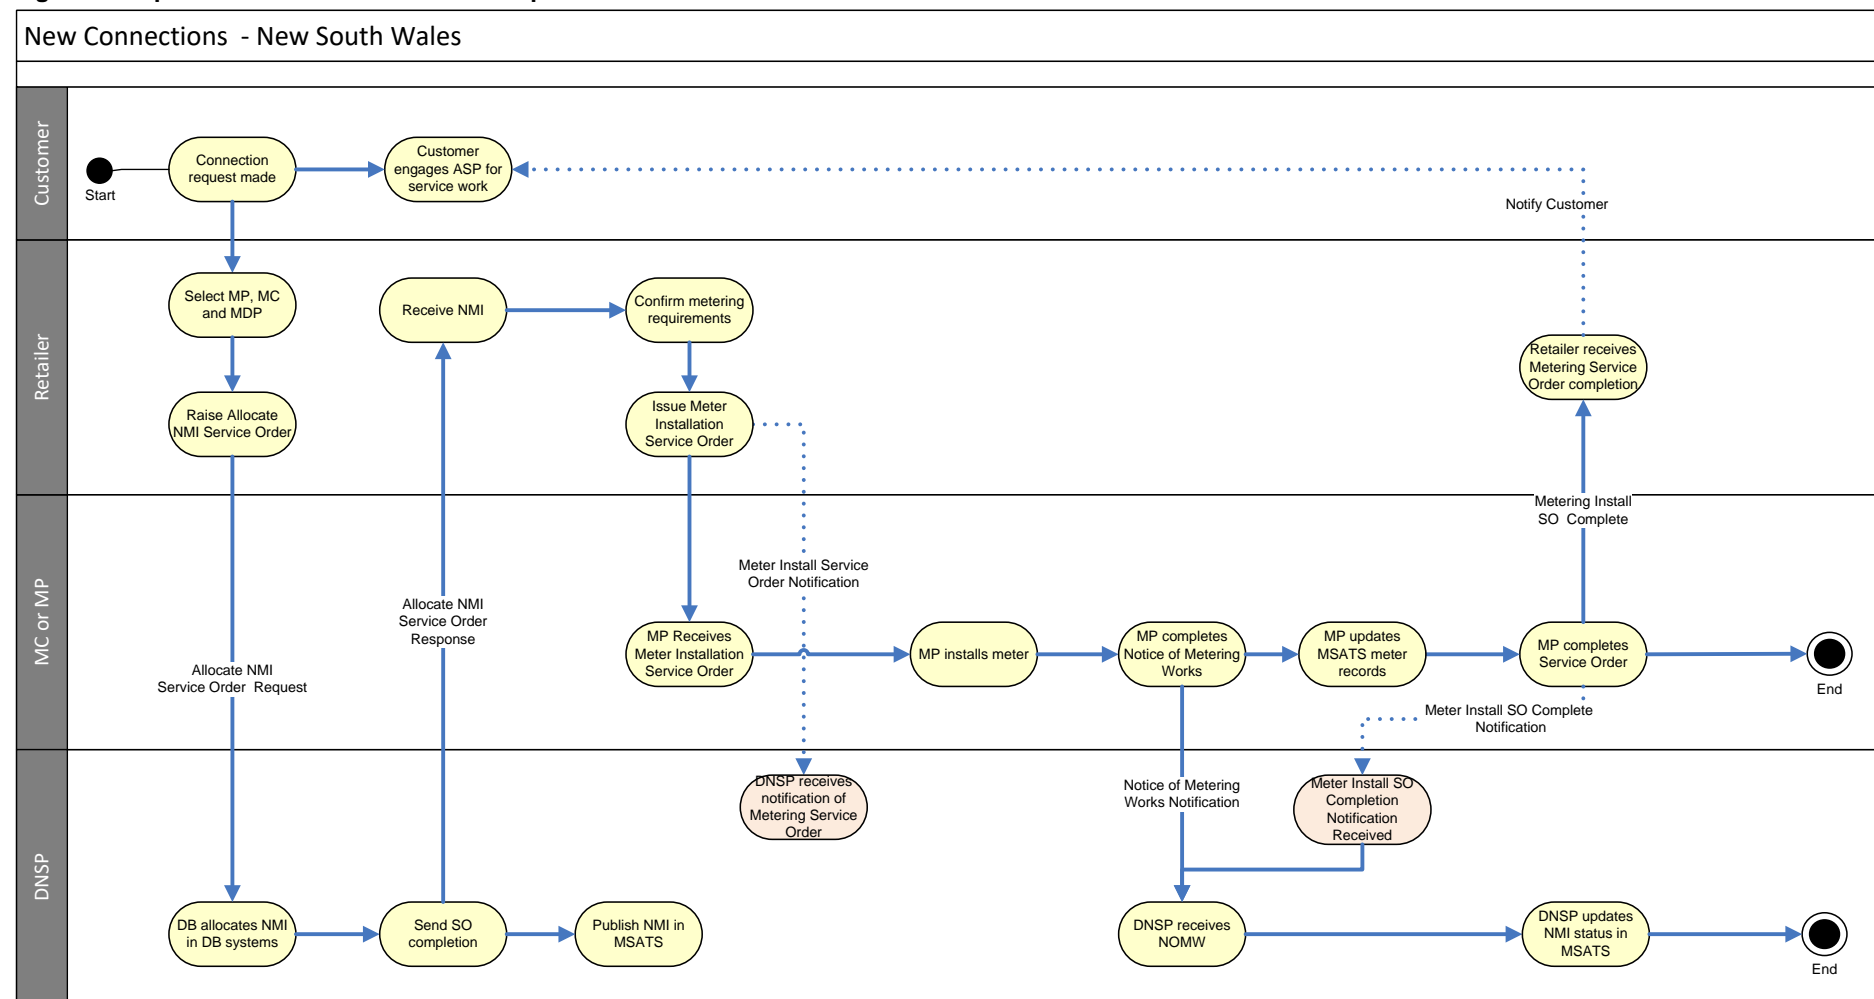 New Connections  - New South Wales
Customer
Start
Connection
request made
Customer
engages ASP for
service work
Notify Customer
Retailer
Select MP, MC
and MDP
Raise Allocate
NMI Service Order
Receive NMI
Confirm metering
requirements
Issue Meter
Installation
Service Order
Retailer receives
Metering Service
Order completion
MC or MP
Allocate NMI
Service Order  Request
Allocate NMI
Service Order
Response
Meter Install Service
Order Notification
Metering Install
SO  Complete
MP Receives
Meter Installation
Service Order
MP installs meter
MP completes
Notice of Metering
Works
MP updates
MSATS meter
records
MP completes
Service Order
End
Meter Install SO Complete
Notification
DNSP
DNSP receives
notification of
Metering Service
Order
Notice of Metering
Works Notification
Meter Install SO
Completion
Notification
Received
DB allocates NMI
in DB systems
Send SO
completion
Publish NMI in
MSATS
DNSP receives
NOMW
DNSP updates
NMI status in
MSATS
End